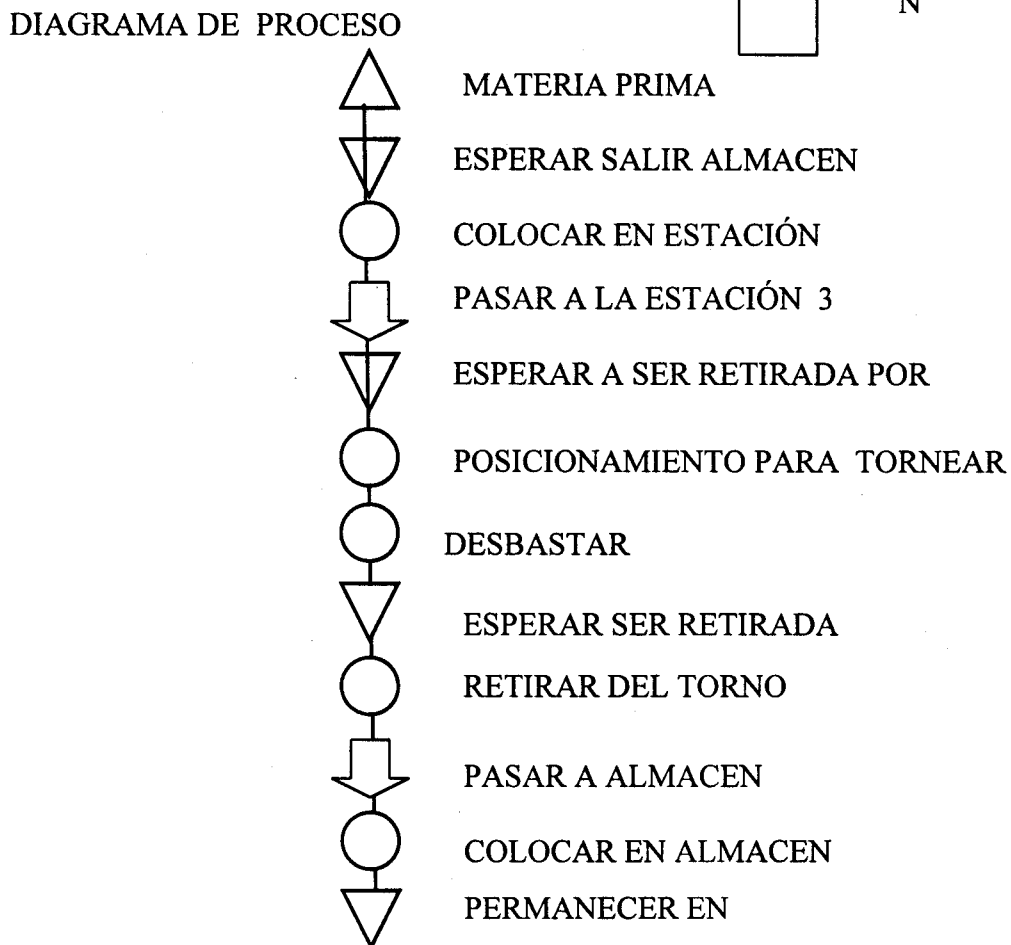 N
DIAGRAMA DE PROCESO
MATERIA PRIMA
ESPERAR SALIR ALMACEN
COLOCAR EN ESTACIÓN
PASAR A LA ESTACIÓN 3
ESPERAR A SER RETIRADA POR
POSICIONAMIENTO PARA TORNEAR
DESBASTAR
ESPERAR SER RETIRADA
RETIRAR DEL TORNO
PASAR A ALMACEN
COLOCAR EN ALMACEN
PERMANECER EN